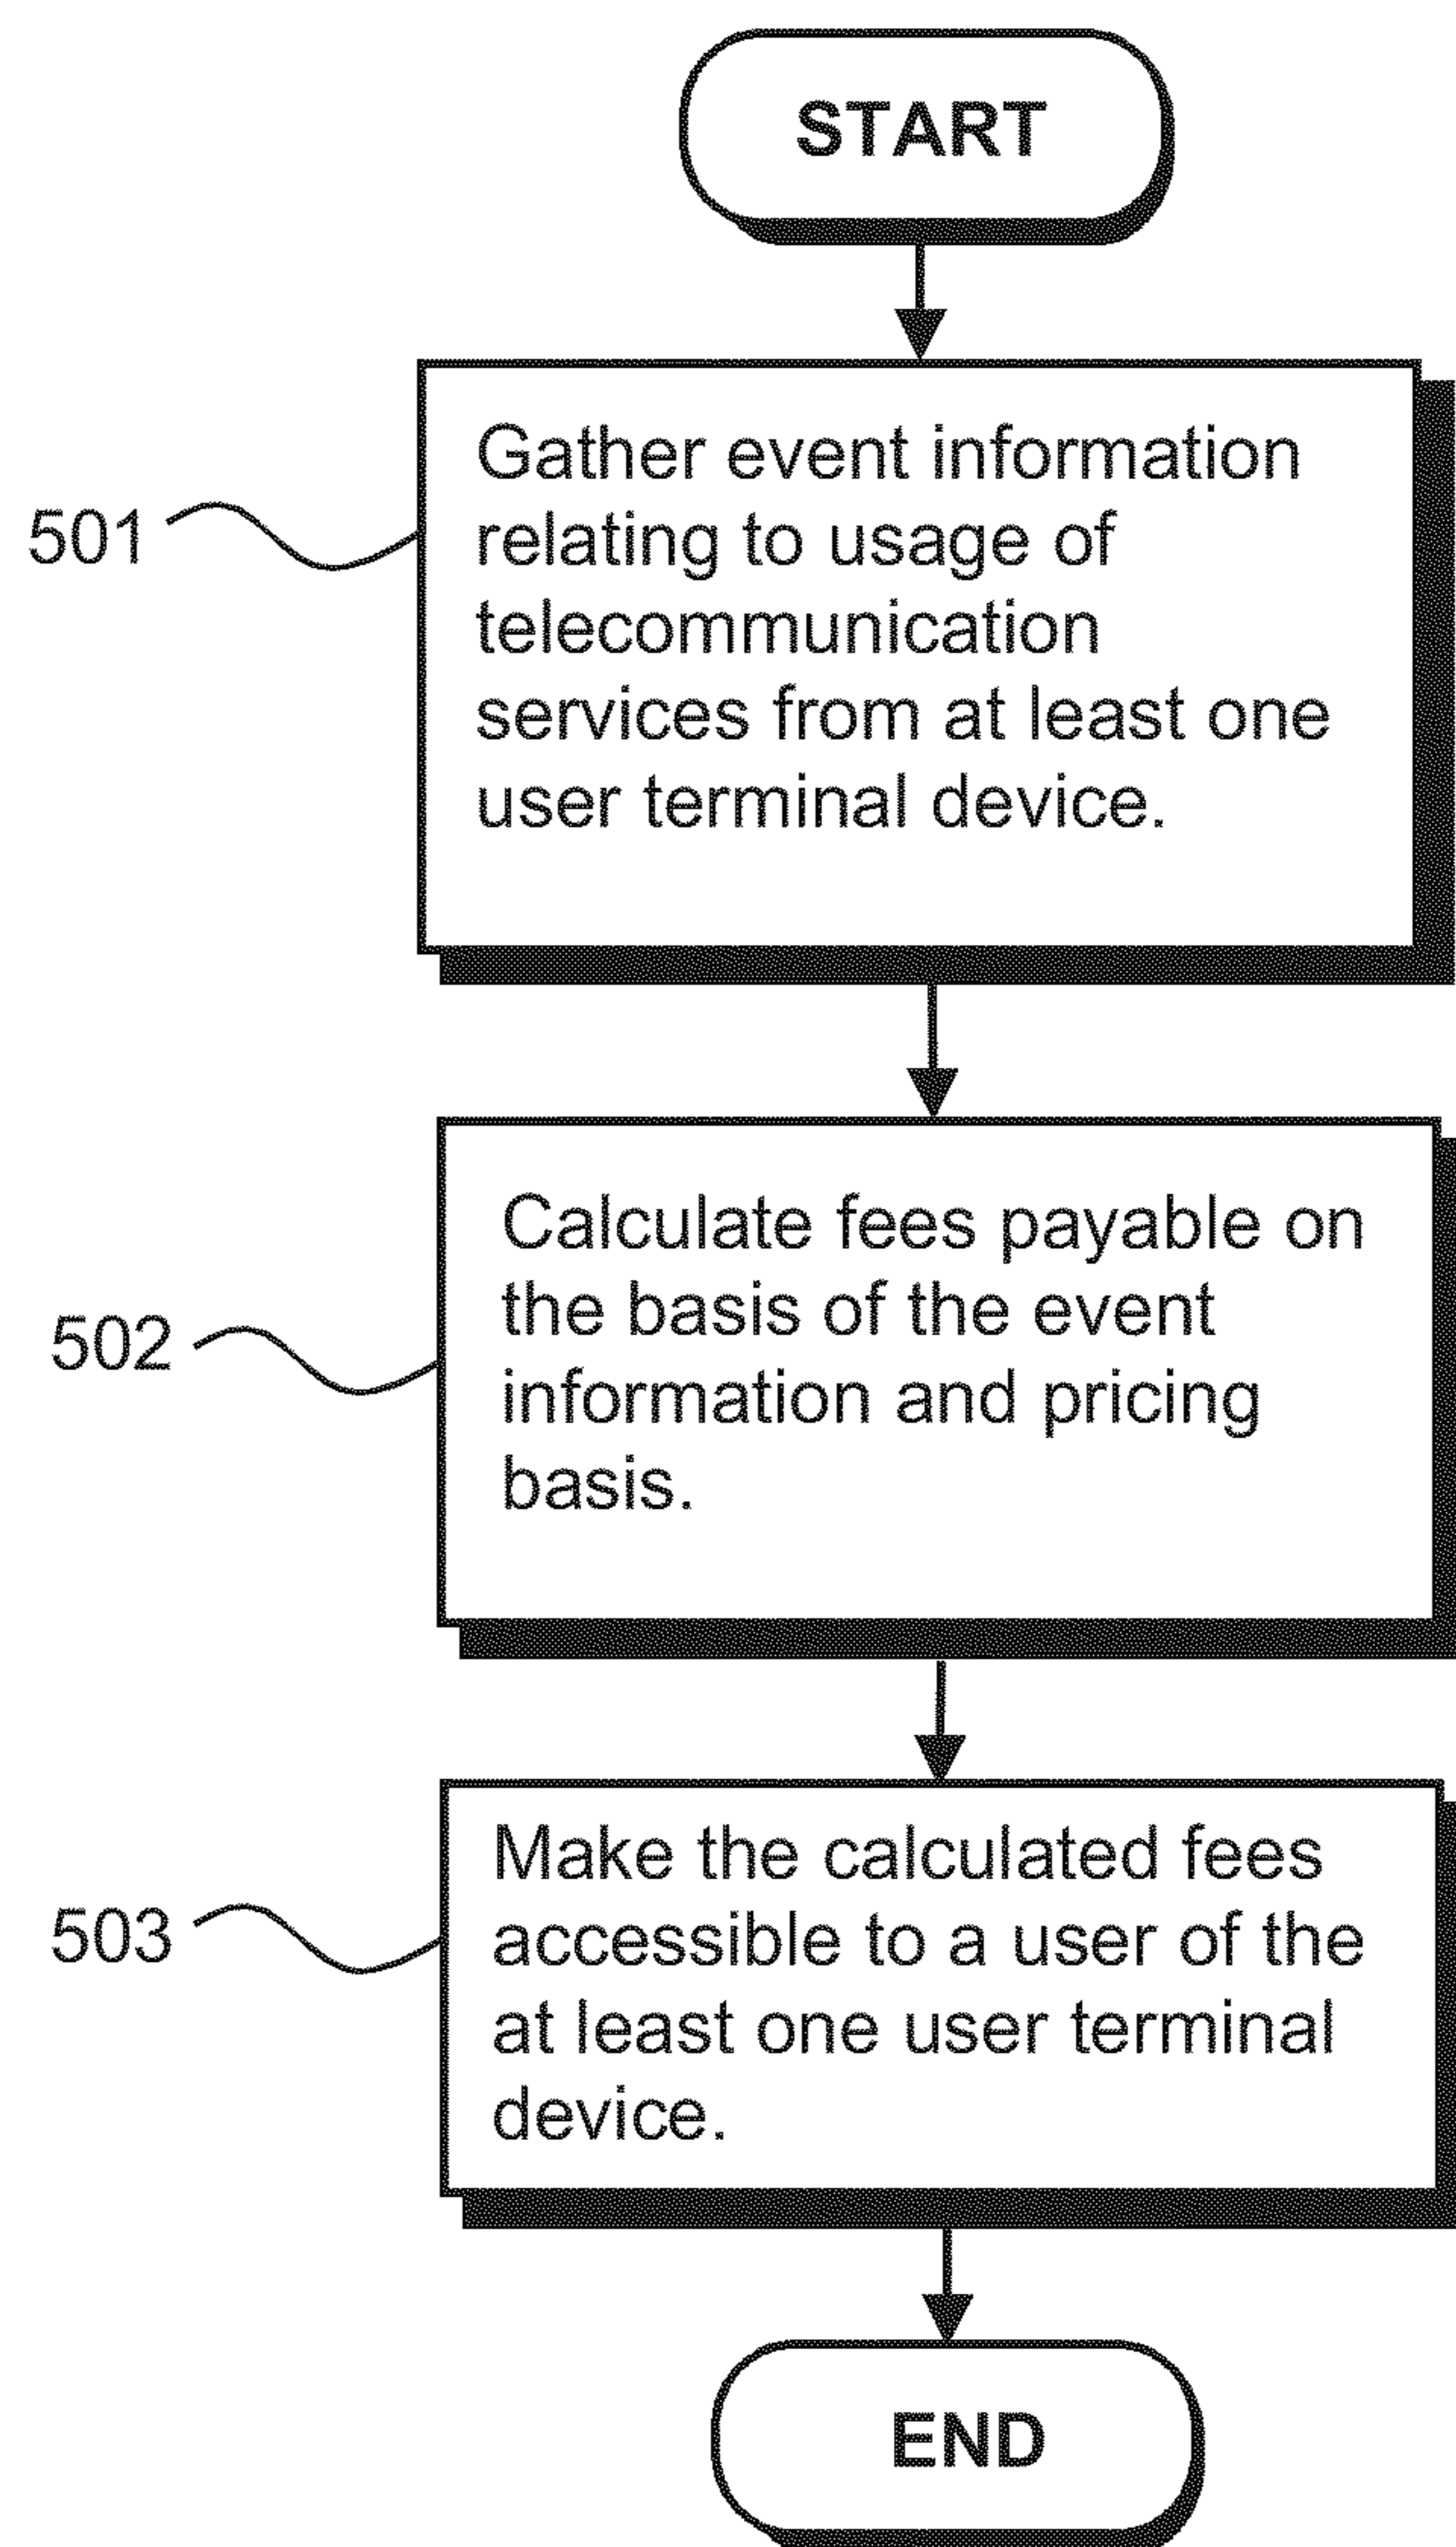 START
501
Gather event information
relating to usage of
telecommunication
services from at least one
user terminal device.
502
Calculate fees payable on
the basis of the event
information and pricing
basis.
503
Make the calculated fees
accessible to a user of the
at least one user terminal
device.
END